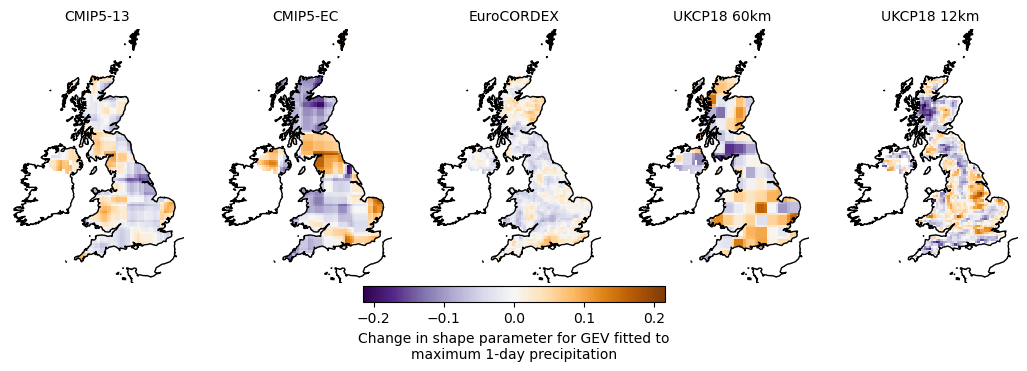 CMIP5-13 CMIP5-EC EuroCORDEX UKCP18 60km UKCP18 12km
−0.2 −0.1 0.0 0.1 0.2
Change in shape parameter for GEV fitted to
maximum 1-day precipitation